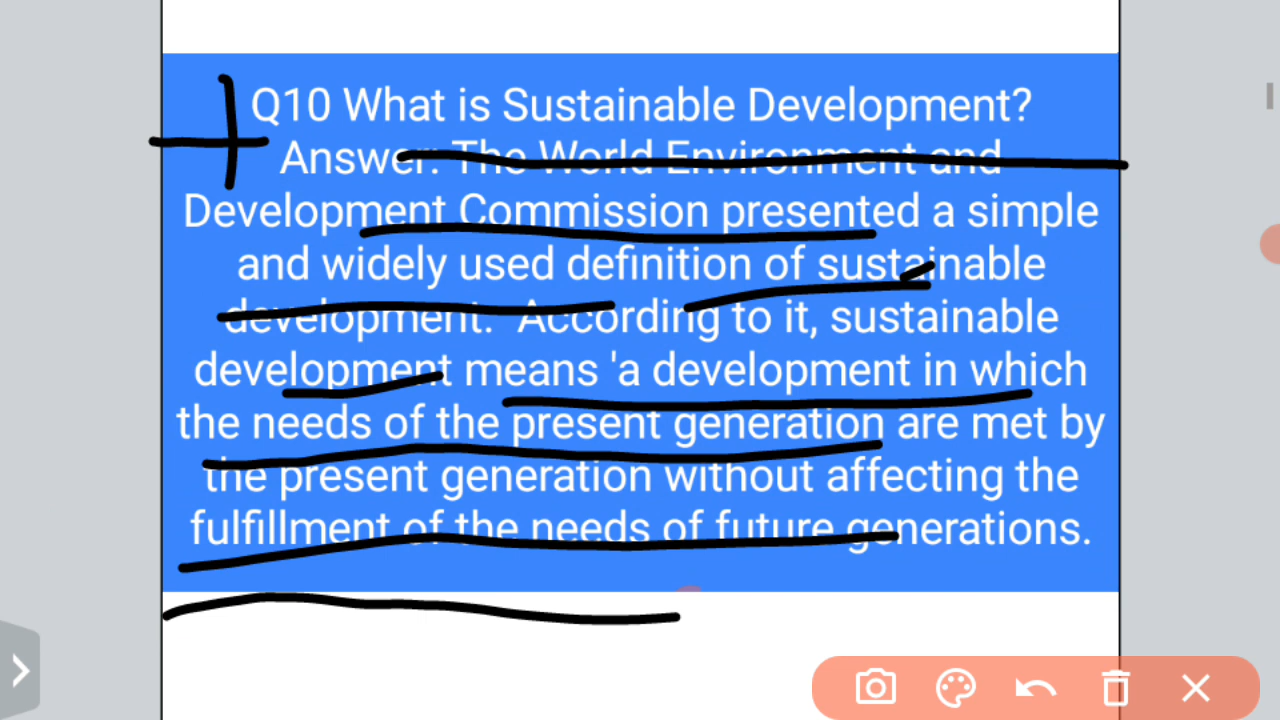 Q10 What is Sustainable Development?
Answer: The World Environment and
Development Commission presented a simple
and widely used definition of sustainable
development. According to it, sustainable
development means 'a development in which
the needs of the present generation are met by
the present generation without affecting the
fulfillment of the needs of future generations.